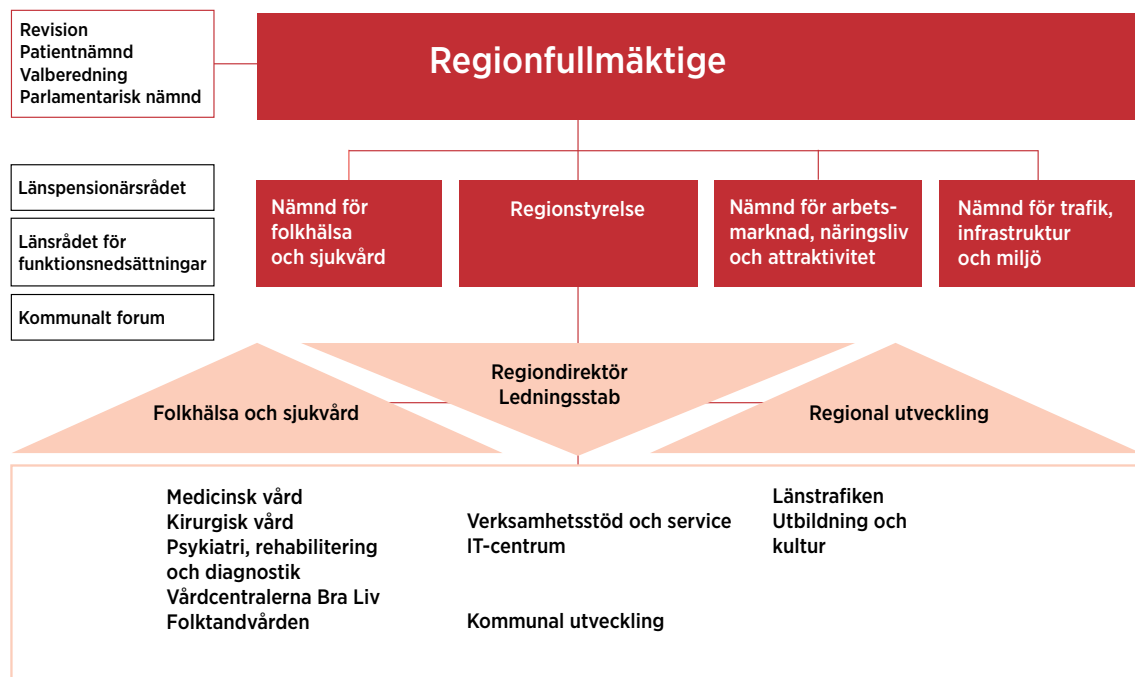 Revision
Patientnämnd
Valberedning
Parlamentarisk nämnd
Regionfullmäktige
Länspensionärsrådet
Länsrådet för
funktionsnedsättningar
Kommunalt forum
Nämnd för
folkhälsa
och sjukvård
Regionstyrelse
Nämnd för arbets-
marknad, näringsliv
och attraktivitet
Nämnd för trafik,
infrastruktur
och miljö
Folkhälsa och sjukvård
Regiondirektör
Ledningsstab
Regional utveckling
Medicinsk vård
Kirurgisk vård
Psykiatri, rehabilitering
och diagnostik
Vårdcentralerna Bra Liv
Folktandvården
Verksamhetsstöd och service
IT-centrum
Kommunal utveckling
Länstrafiken
Utbildning och
kultur